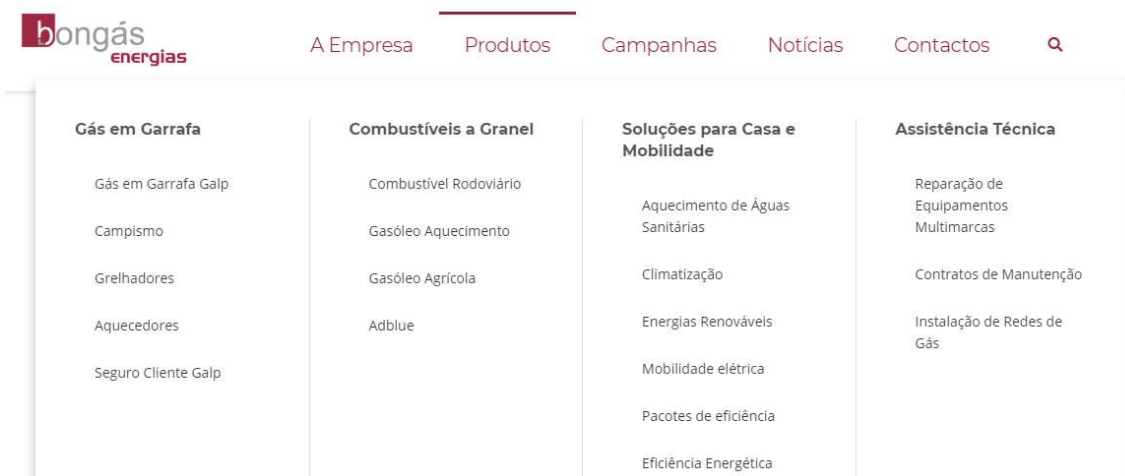 bongás
energias
A Empresa
Produtos
Campanhas
Notícias
Contactos
Gás em Garrafa
Gás em Garrafa Galp
Campismo
Grelhadores
Aquecedores
Seguro Cliente Galp
Combustíveis a Granel
Combustível Rodoviário
Gasóleo Aquecimento
Gasóleo Agrícola
Adblue
Soluções para Casa e
Mobilidade
Aquecimento de Águas
Sanitárias
Climatização
Energias Renováveis
Mobilidade elétrica
Pacotes de eficiência
Eficiência Energética
Assistência Técnica
Reparação de
Equipamentos
Multimarcas
Contratos de Manutenção
Instalação de Redes de
Gás